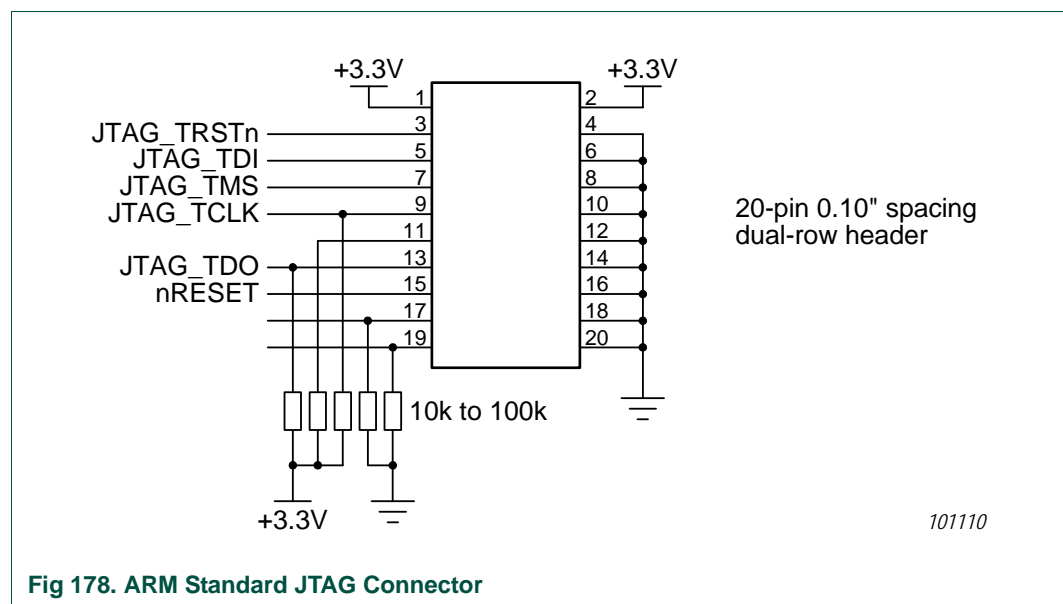 +3.3V +3.3V
1 2
JTAG_TRSTn 3 4
JTAG_TDI 5 6
JTAG_TMS 7 8
JTAG_TCLK 9 10
11 12
JTAG_TDO 13 14
nRESET 15 16
17 18
19 20
20-pin 0.10" spacing
dual-row header
10k to 100k
+3.3V
101110
Fig 178. ARM Standard JTAG Connector